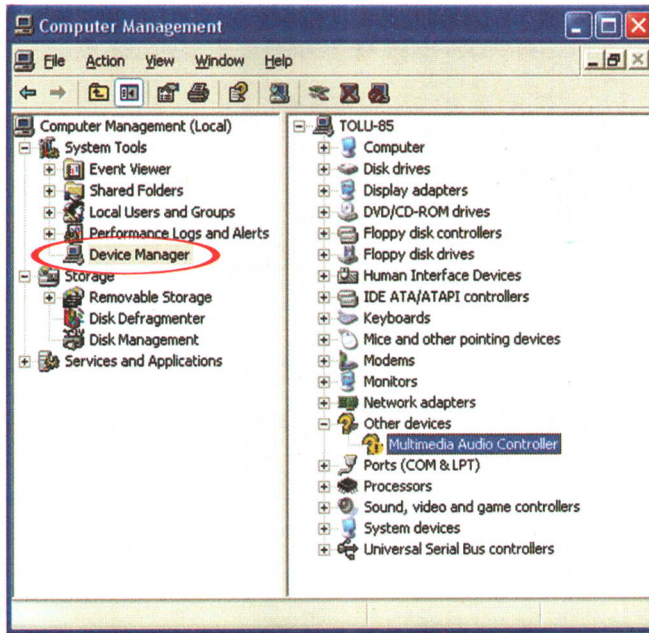 Computer Management
File Action View Window Help
Computer Management (Local)
System Tools
Event Viewer
Shared Folders
Local Users and Groups
Performance Logs and Alerts
Device Manager
Storage
Removable Storage
Disk Defragmenter
Disk Management
Services and Applications
TOLU-85
Computer
Disk drives
Display adapters
DVD/CD-ROM drives
Floppy disk controllers
Floppy disk drives
Human Interface Devices
IDE ATA/ATAPI controllers
Keyboards
Mice and other pointing devices
Modems
Monitors
Network adapters
Other devices
Multimedia Audio Controller
Ports (COM & LPT)
Processors
Sound, video and game controllers
System devices
Universal Serial Bus controllers